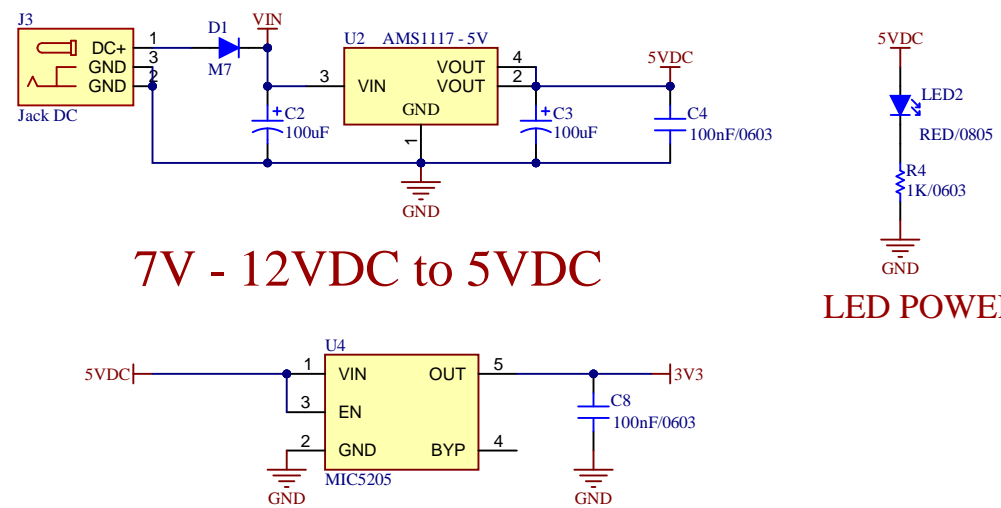 J3
DC+ 1
GND 3
GND 2
Jack DC
D1
M7
VIN
+ C2
100uF
U2 AMS1117 - 5V
3 VIN
VOUT 4
VOUT 2
GND
1
GND
+ C3
100uF
5VDC
C4
100nF/0603
5VDC
LED2
RED/0805
R4
1K/0603
GND
7V - 12VDC to 5VDC
LED POWER
U4
5VDC
1 VIN OUT 5
3 EN
2 GND BYP 4
MIC5205
GND
3V3
C8
100nF/0603
GND